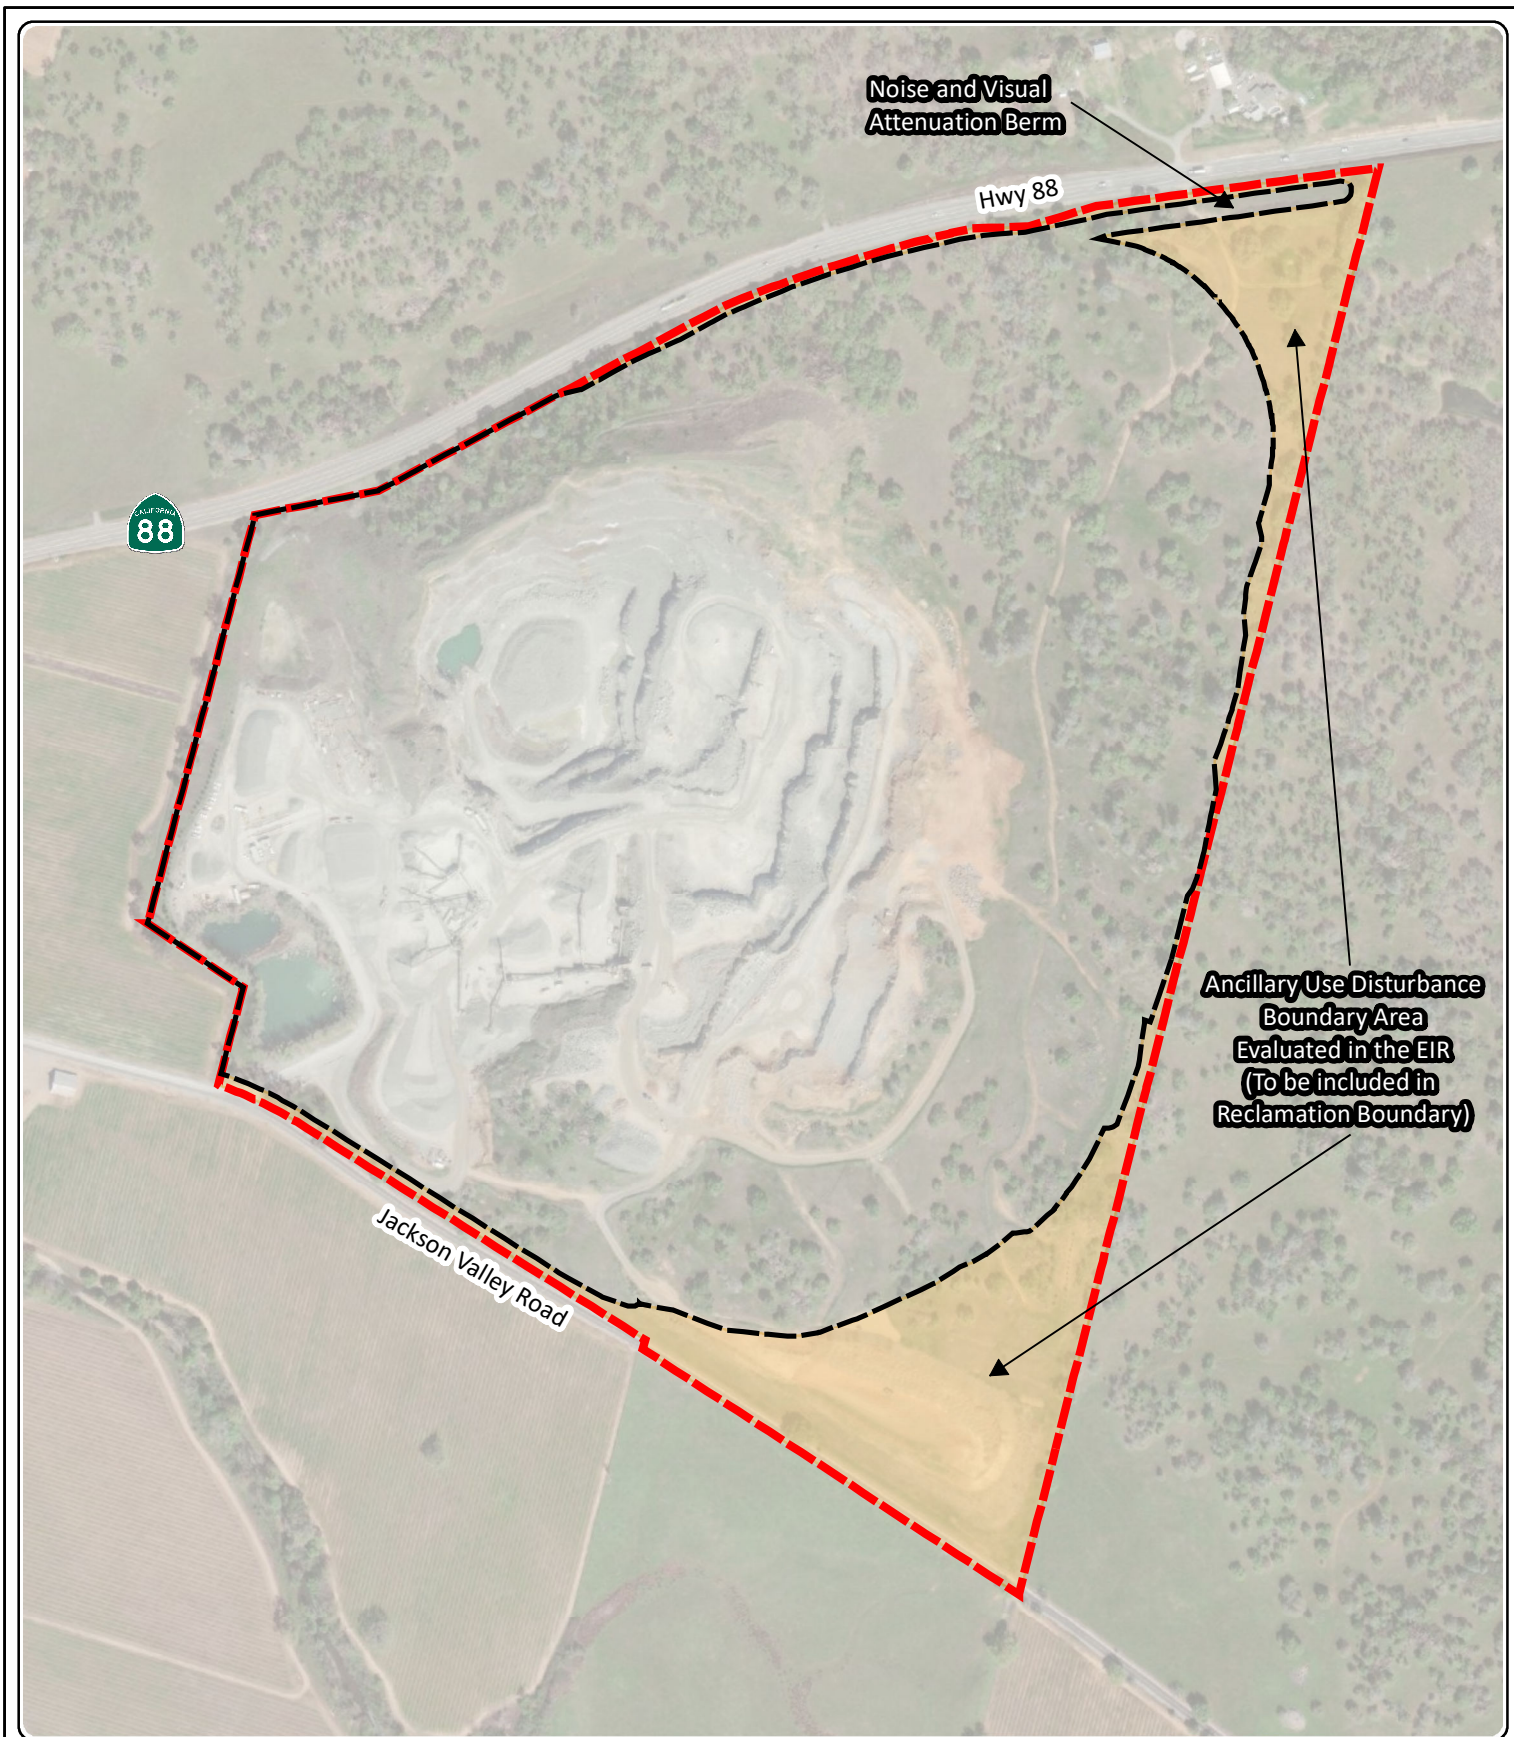 Noise and Visual
Attenuation Berm
Hwy 88
CALIFORNIA
88
Ancillary Use Disturbance
Boundary Area
Evaluated in the EIR
(To be included in
Reclamation Boundary)
Jackson Valley Road